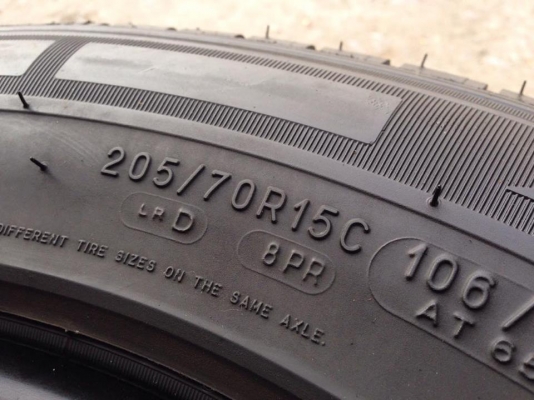 205/70R15C
LR D
8PR
106/
AT 65
DIFFERENT TIRE SIZES ON THE SAME AXLE.